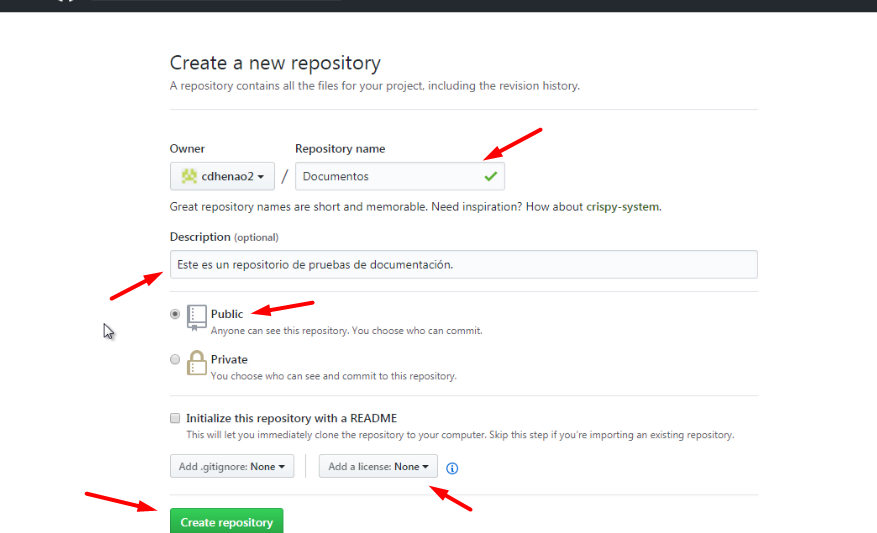 Create a new repository
A repository contains all the files for your project, including the revision history.
Owner
Repository name
cdhenao2 / Documentos
Great repository names are short and memorable. Need inspiration? How about crispy-system.
Description (optional)
Este es un repositorio de pruebas de documentación.
Public
Anyone can see this repository. You choose who can commit.
Private
You choose who can see and commit to this repository.
Initialize this repository with a README
This will let you immediately clone the repository to your computer. Skip this step if you're importing an existing repository.
Add .gitignore: None
Add a license: None
Create repository